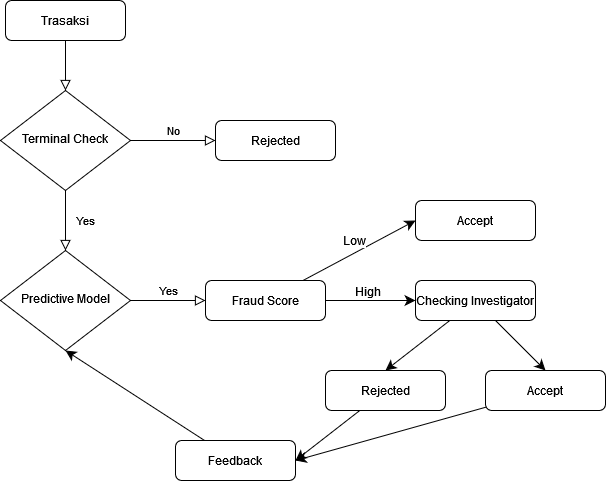 Trasaksi
Terminal Check
No
Rejected
Yes
Accept
Low
Predictive Model
Yes
Fraud Score
High
Checking Investigator
Rejected
Accept
Feedback